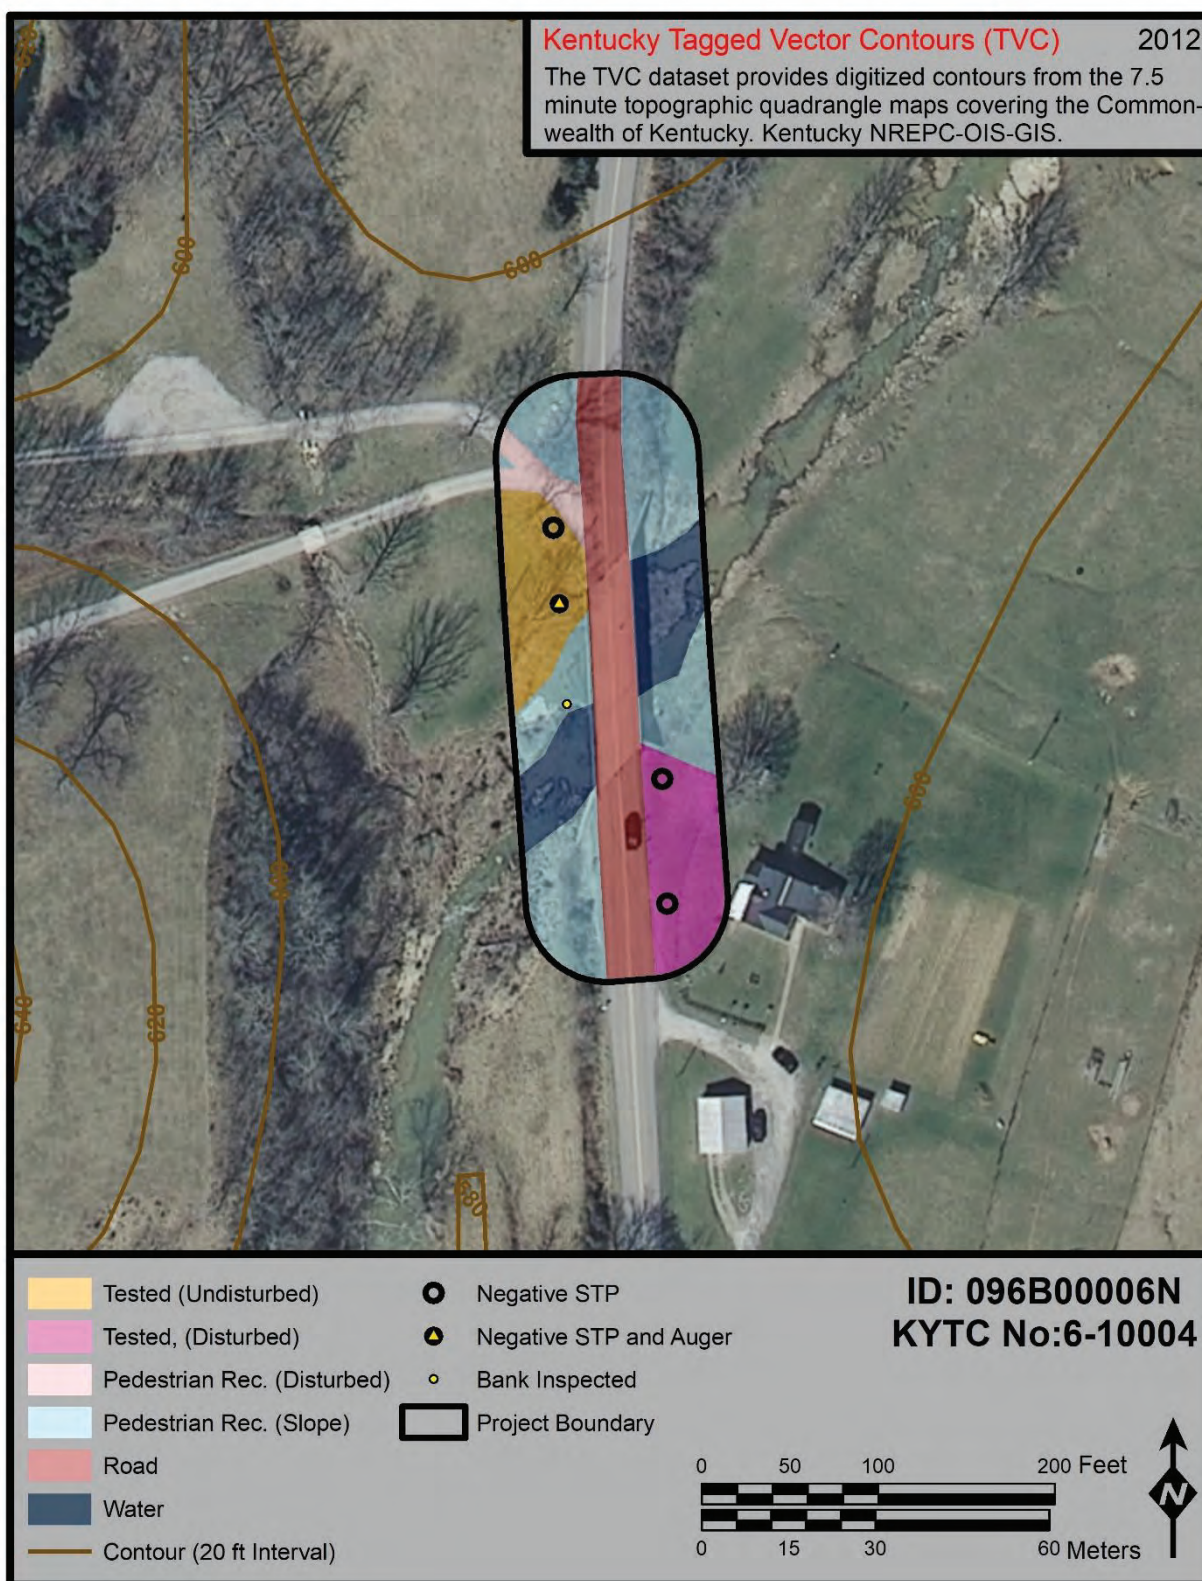 Kentucky Tagged Vector Contours (TVC) 2012
The TVC dataset provides digitized contours from the 7.5
minute topographic quadrangle maps covering the Common-
wealth of Kentucky. Kentucky NREPC-OIS-GIS.
600
600
600
600
640
620
680
Tested (Undisturbed)
Tested, (Disturbed)
Pedestrian Rec. (Disturbed)
Pedestrian Rec. (Slope)
Road
Water
Contour (20 ft Interval)
Negative STP
Negative STP and Auger
Bank Inspected
Project Boundary
ID: 096B00006N
KYTC No:6-10004
0 50 100 200 Feet
0 15 30 60 Meters
N